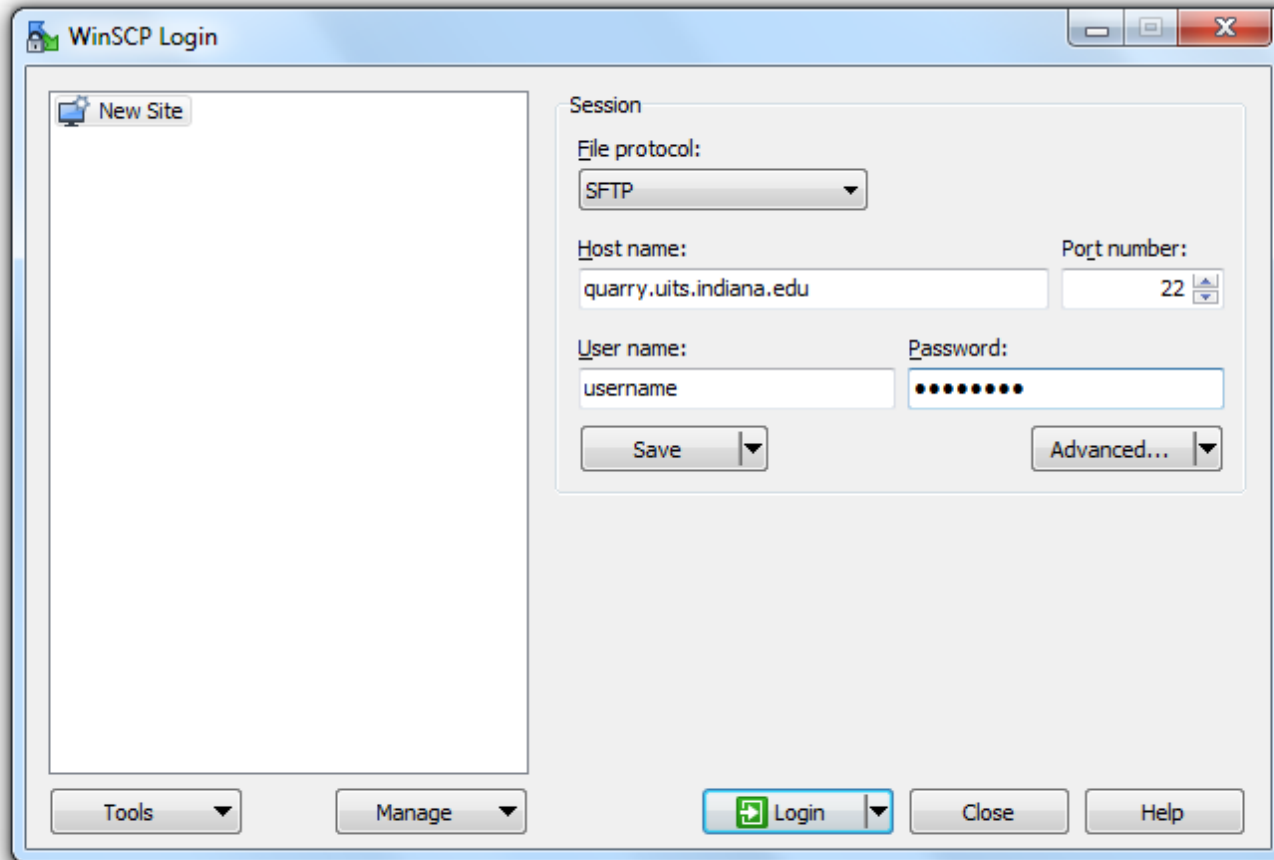 WinSCP Login
New Site
Session
File protocol:
SFTP
Host name: Port number:
quarry.uits.indiana.edu 22
User name: Password:
username ••••••••
Save Advanced...
Tools Manage Login Close Help